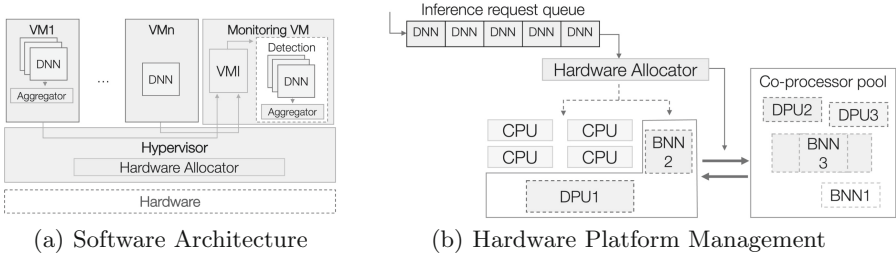 VM1
DNN
Aggregator
...
VMn
DNN
Monitoring VM
VMI
Detection
DNN
Aggregator
Hypervisor
Hardware Allocator
Hardware
(a) Software Architecture
Inference request queue
DNN DNN DNN DNN DNN
Hardware Allocator
CPU CPU
CPU CPU
BNN
2
DPU1
Co-processor pool
DPU2 DPU3
BNN
3
BNN1
(b) Hardware Platform Management